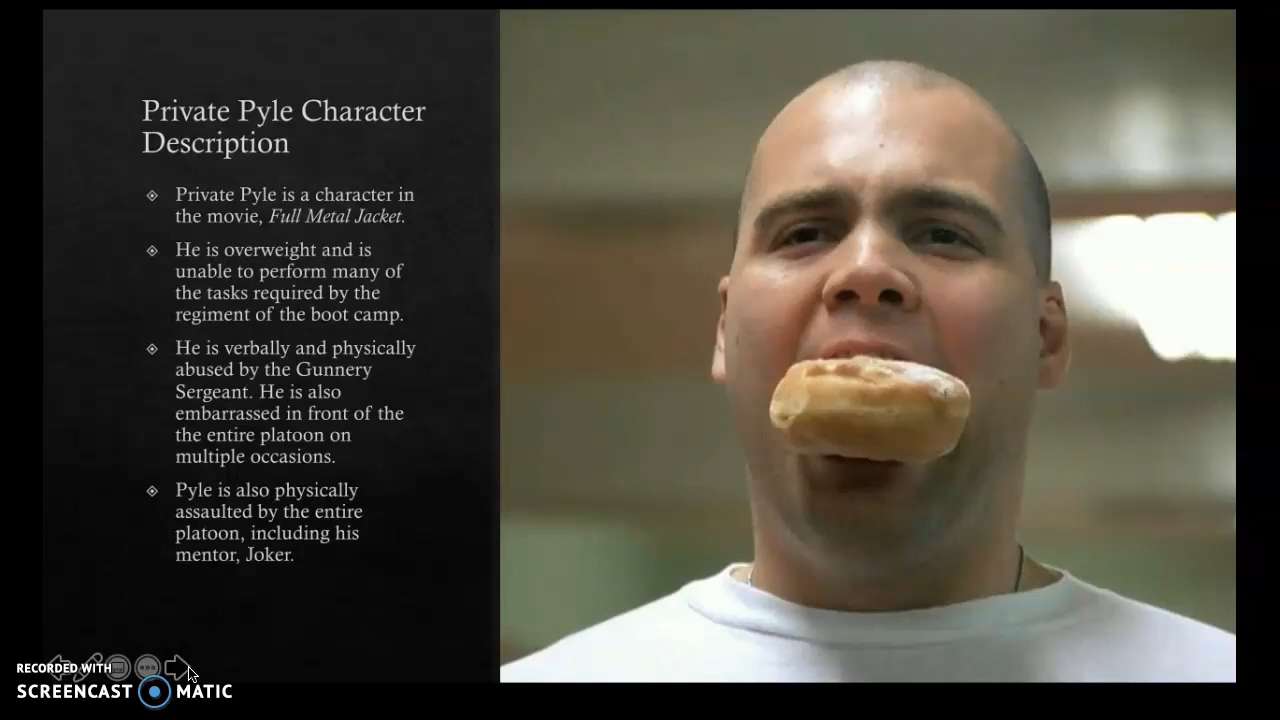 Private Pyle Character
Description
Private Pyle is a character in
the movie, Full Metal Jacket.
He is overweight and is
unable to perform many of
the tasks required by the
regiment of the boot camp.
He is verbally and physically
abused by the Gunnery
Sergeant. He is also
embarrassed in front of the
the entire platoon on
multiple occasions.
Pyle is also physically
assaulted by the entire
platoon, including his
mentor, Joker.
RECORDED WITH
SCREENCAST MATIC